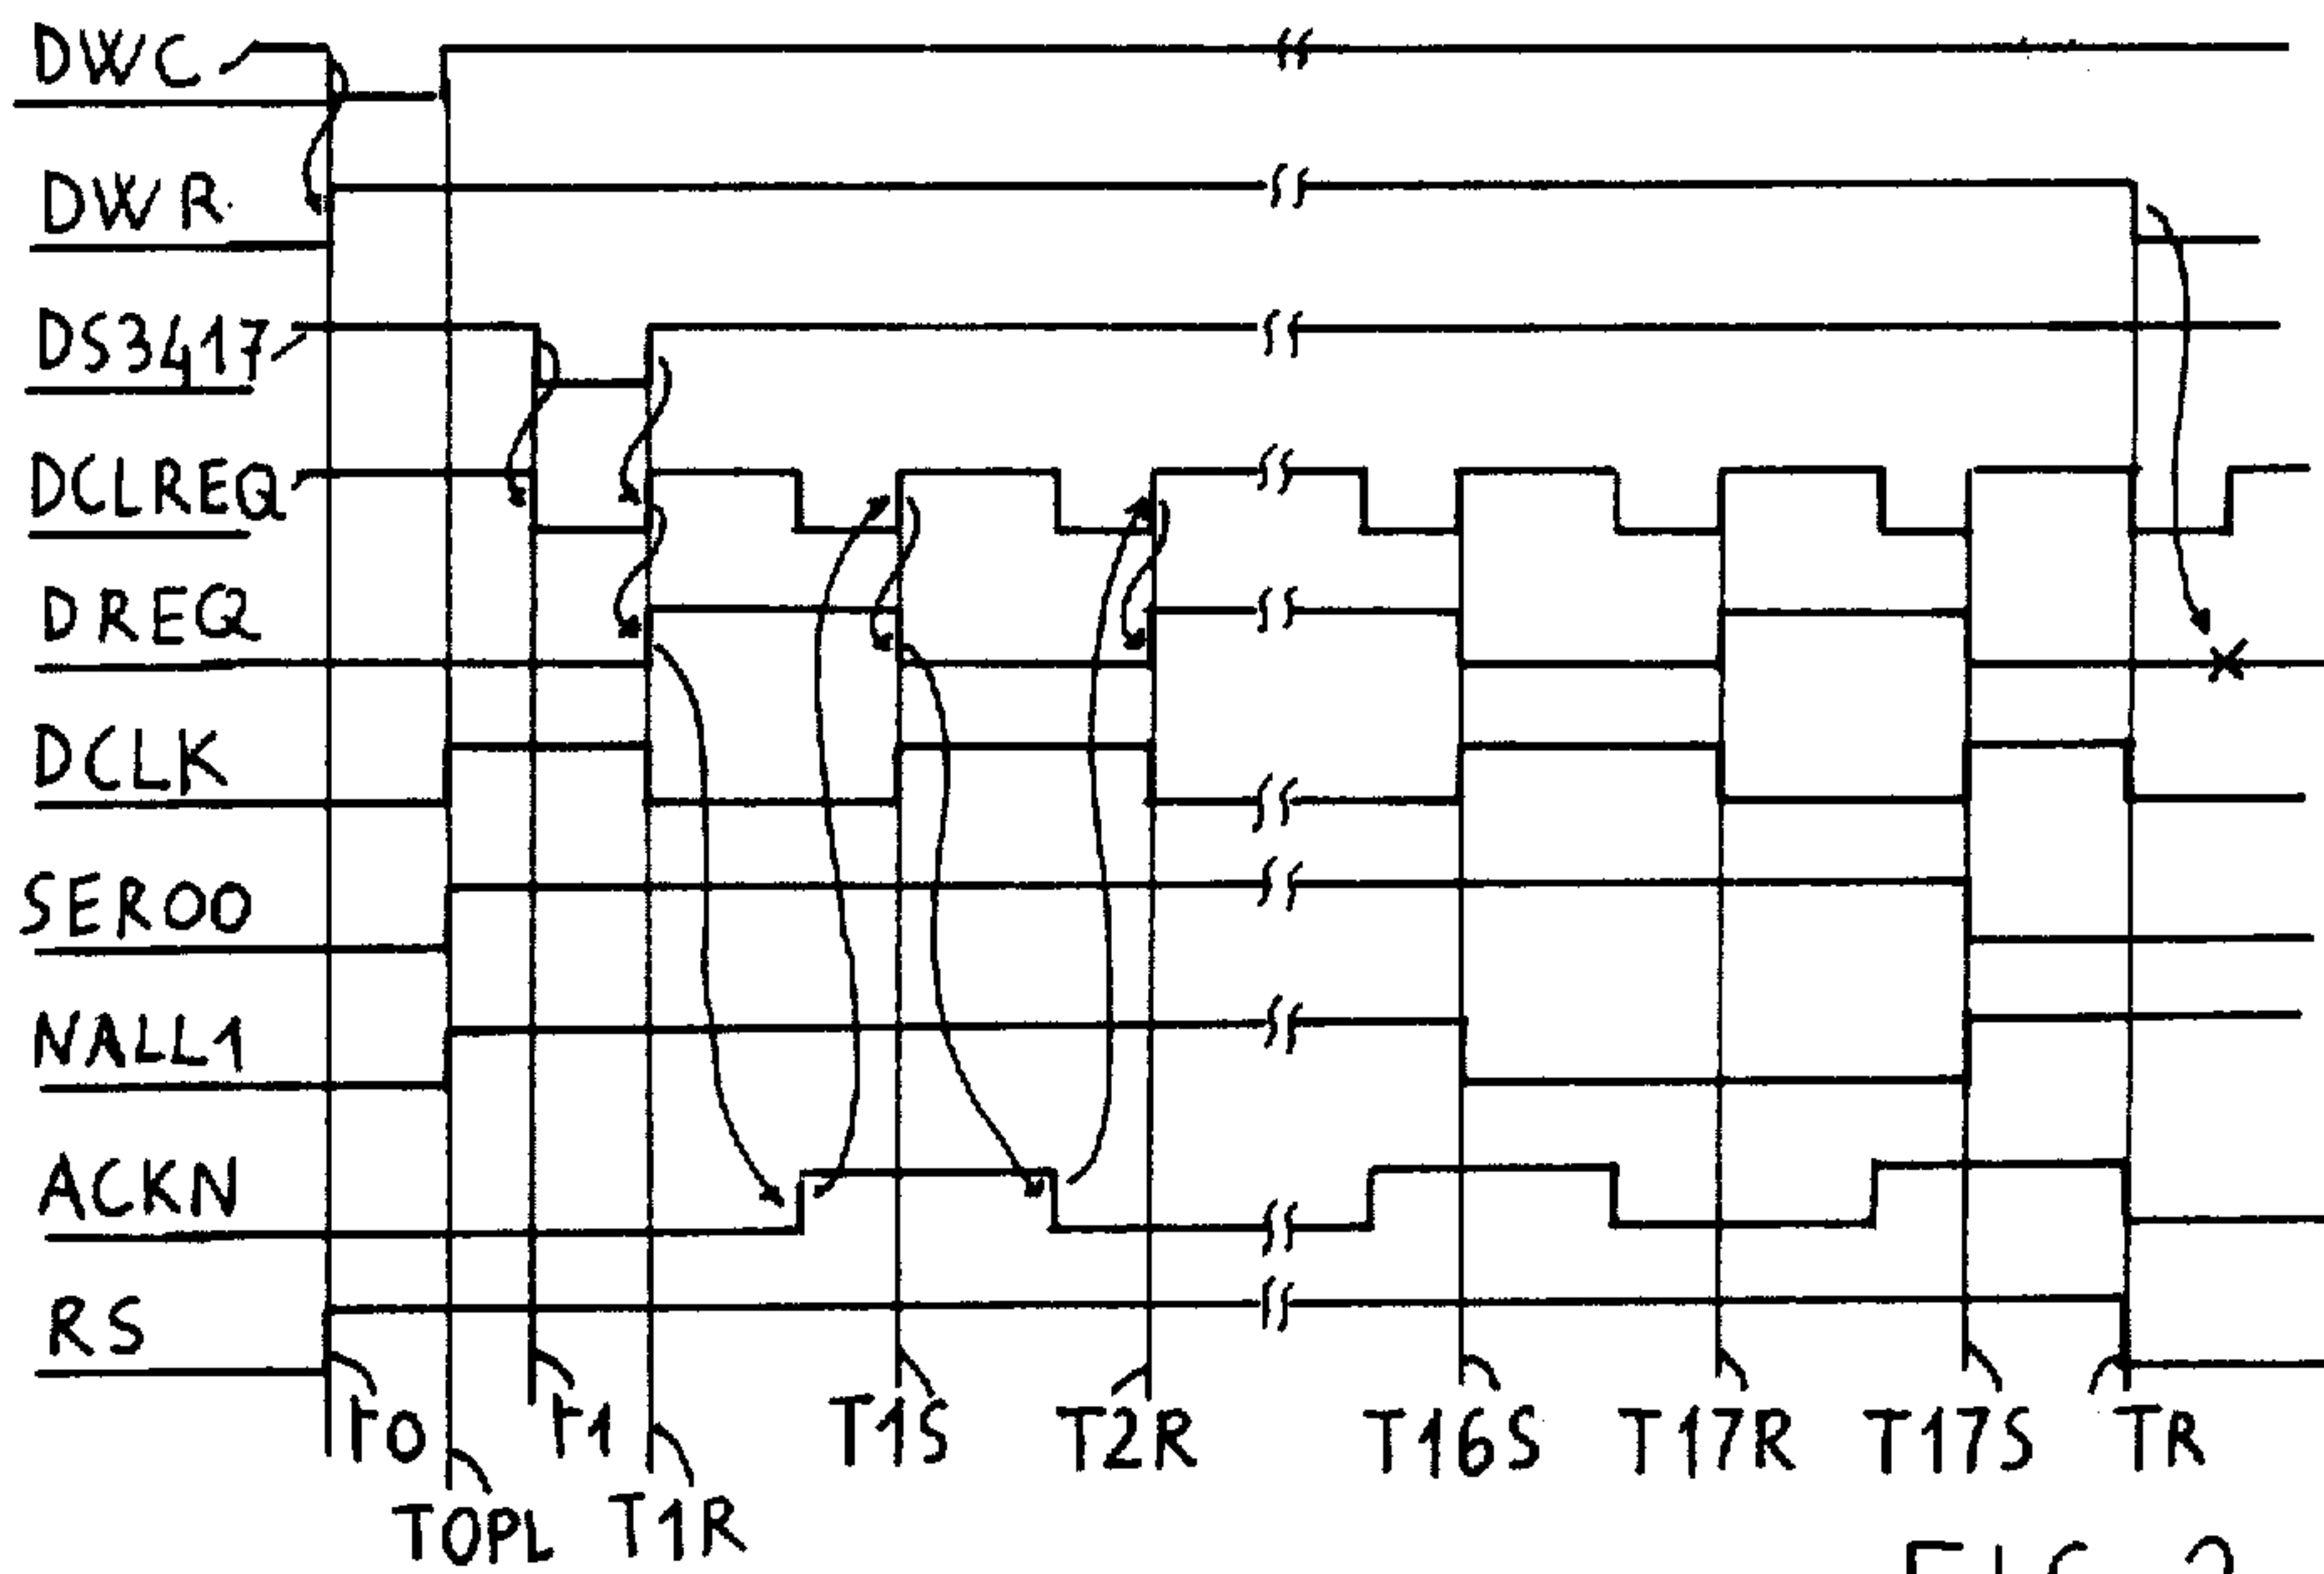 DWC
DWR
DS3417
DCLREQ
DREQ
DCLK
SER00
NALL1
ACKN
RS
T0
T1
T1S
T2R
T16S
T17R
T17S
TR
TOPL
T1R